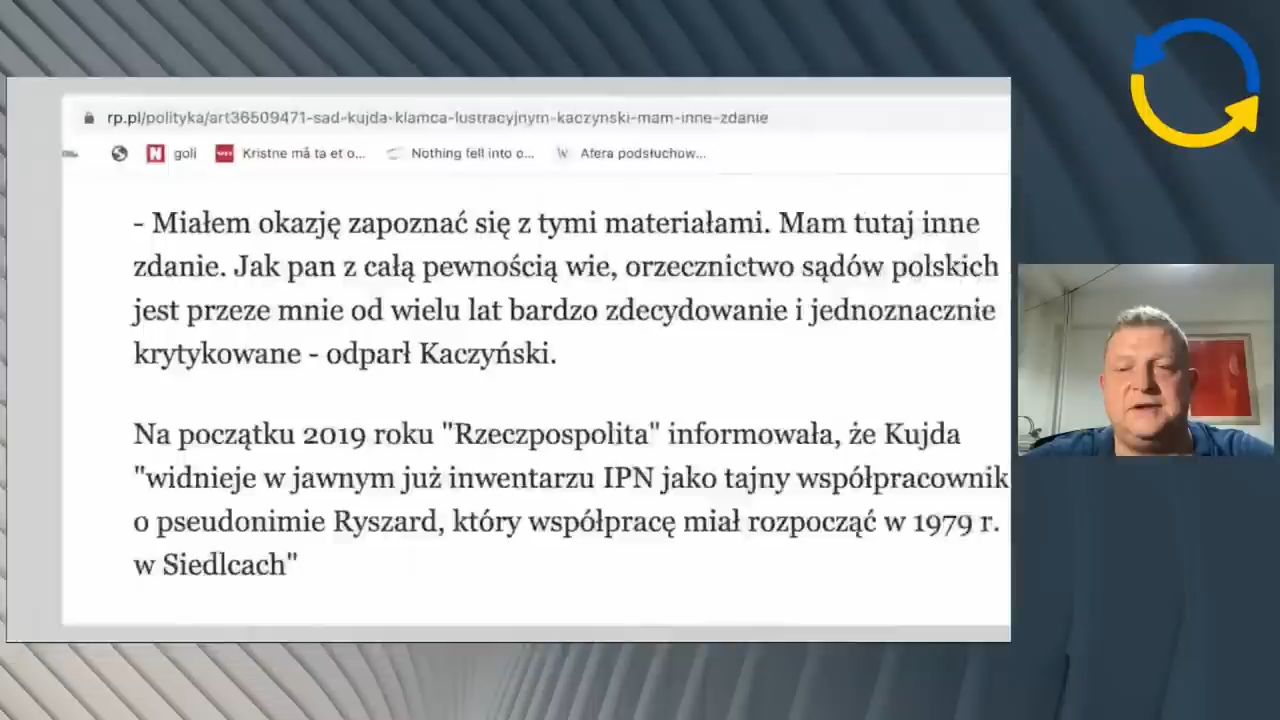 rp.pl/polityka/art36509471-sad-kujda-klamca-lustracyjnym-kaczynski-mam-inne-zdanie
N goli Kristne må ta et o... Nothing fell into o... W Afera podsłuchow...
- Miałem okazję zapoznać się z tymi materiałami. Mam tutaj inne
zdanie. Jak pan z całą pewnością wie, orzecznictwo sądów polskich
jest przeze mnie od wielu lat bardzo zdecydowanie i jednoznacznie
krytykowane - odparł Kaczyński.
Na początku 2019 roku "Rzeczpospolita" informowała, że Kujda
"widnieje w jawnym już inwentarzu IPN jako tajny współpracownik
o pseudonimie Ryszard, który współpracę miał rozpocząć w 1979 r.
w Siedlcach"